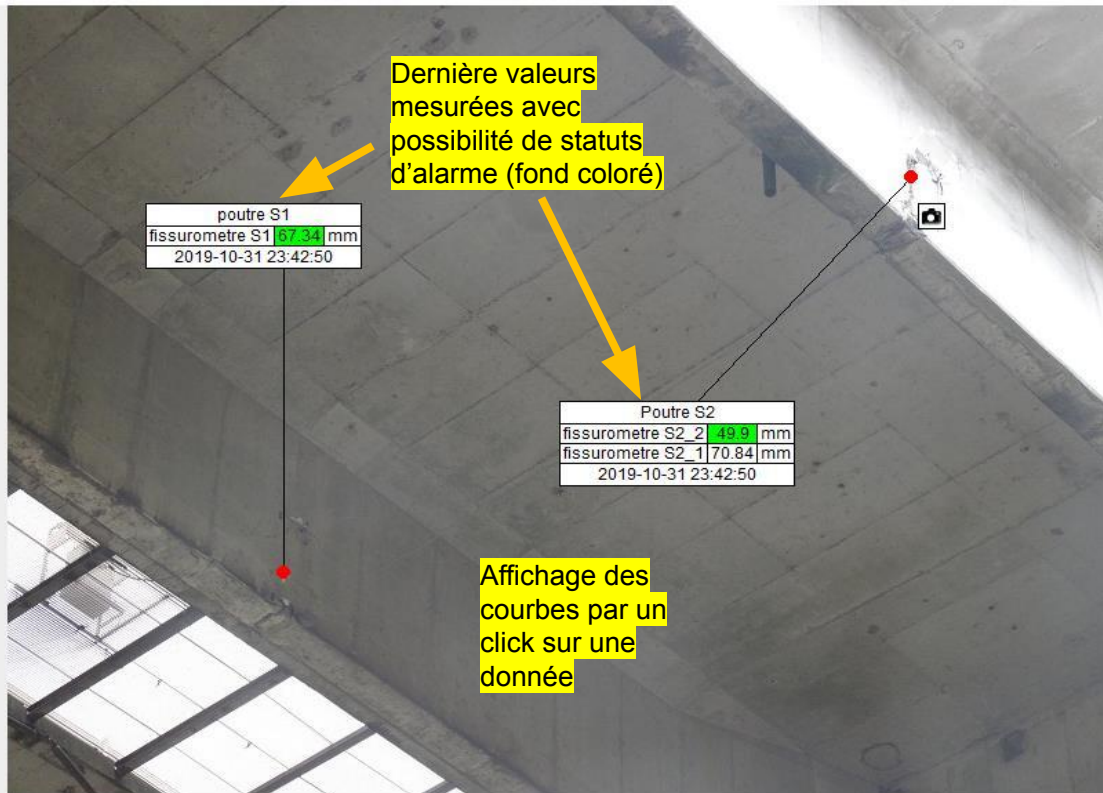 Dernière valeurs
mesurées avec
possibilité de statuts
d’alarme (fond coloré)
poutre S1
fissurometre S1 67.34 mm
2019-10-31 23:42:50
Poutre S2
fissurometre S2_2 49.9 mm
fissurometre S2_1 70.84 mm
2019-10-31 23:42:50
Affichage des
courbes par un
click sur une
donnée